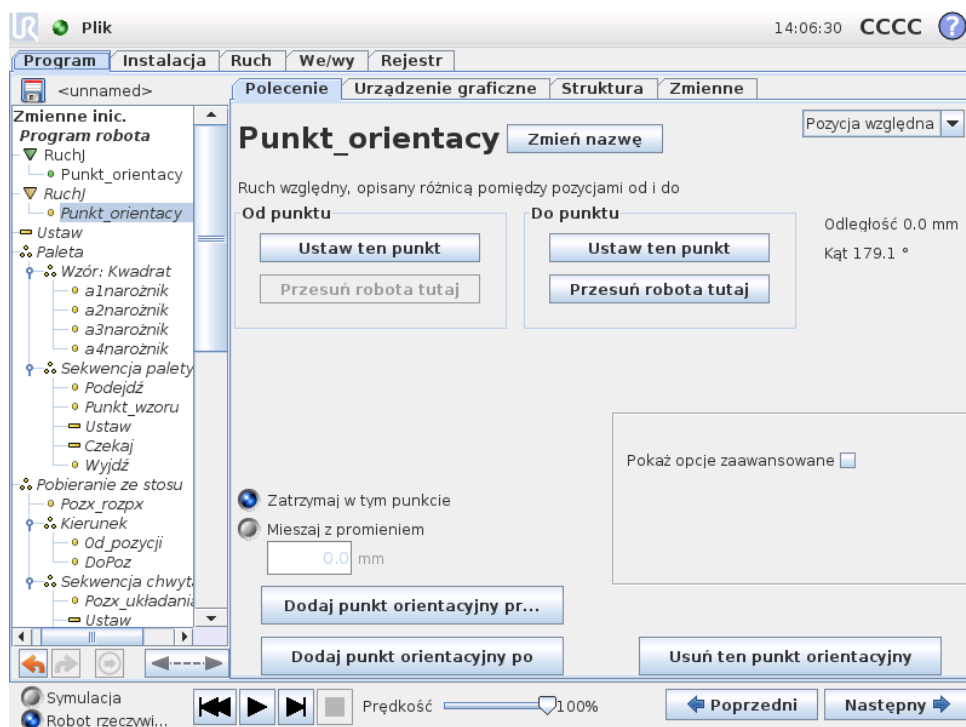 UR Plik 14:06:30 CCCC ?
Program Instalacja Ruch We/wy Rejestr
<unnamed>
Polecenie Urządzenie graficzne Struktura Zmienne
Zmienne inic.
Program robota
RuchJ
Punkt_orientacy
RuchJ
Punkt_orientacy
Ustaw
Paleta
Wzór: Kwadrat
a1narożnik
a2narożnik
a3narożnik
a4narożnik
Sekwencja palety
Podejdź
Punkt_wzoru
Ustaw
Czekaj
Wyjdź
Pobieranie ze stosu
Pozx_rozpx
Kierunek
Od_pozycji
DoPoz
Sekwencja chwyt
Pozx_układani
Ustaw
Punkt_orientacy Zmień nazwę
Pozycja względna
Ruch względny, opisany różnicą pomiędzy pozycjami od i do
Od punktu
Ustaw ten punkt
Przesuń robota tutaj
Do punktu
Ustaw ten punkt
Przesuń robota tutaj
Odległość 0.0 mm
Kąt 179.1 °
Pokaż opcje zaawansowane
Zatrzymaj w tym punkcie
Mieszaj z promieniem
0.0 mm
Dodaj punkt orientacyjny pr...
Dodaj punkt orientacyjny po
Usuń ten punkt orientacyjny
Symulacja
Robot rzeczywi...
Prędkość 100%
Poprzedni
Następny